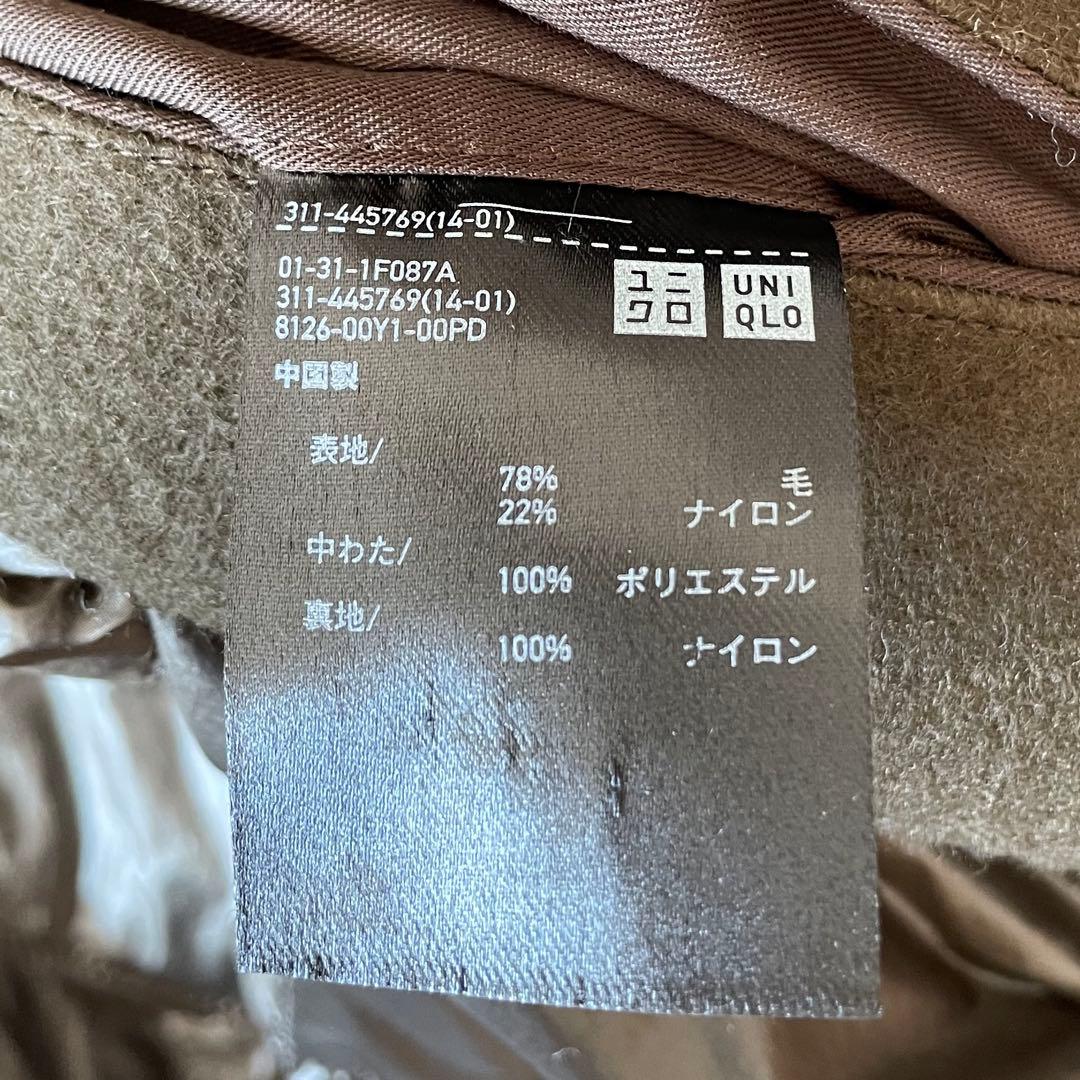 311-445769(14-01)
01-31-1F087A
311-445769(14-01)
8126-00Y1-00PD
中国製
ユニ
クロ
UNI
QLO
表地/
78% 毛
22% ナイロン
中わた/
100% ポリエステル
裏地/
100% ナイロン